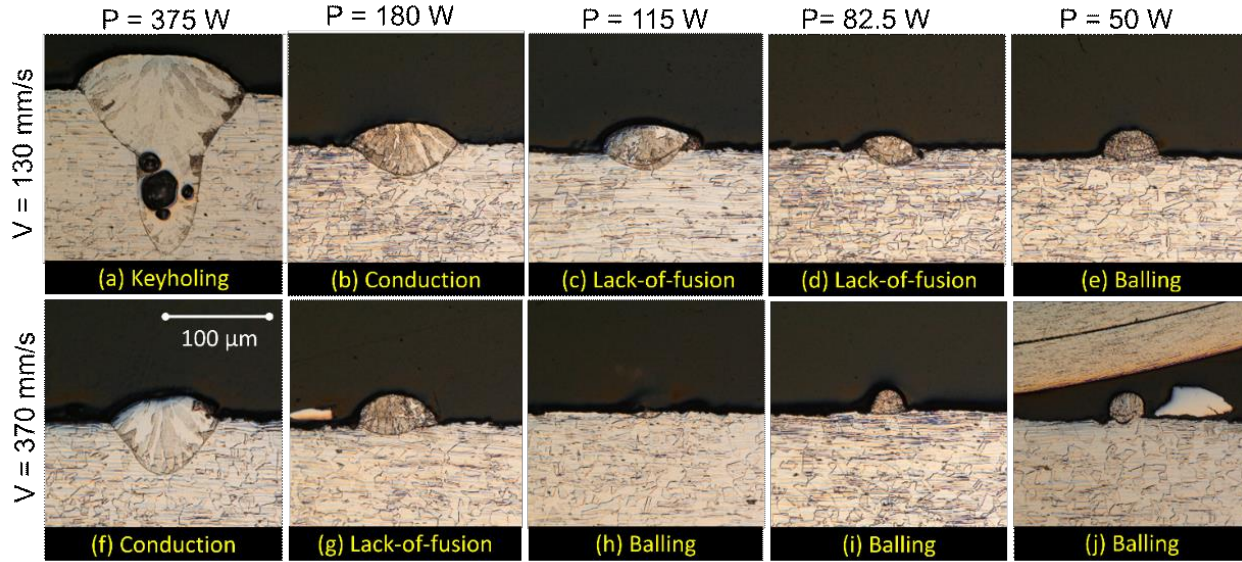 P = 375 W
P = 180 W
P = 115 W
P= 82.5 W
P = 50 W
V = 130 mm/s
(a) Keyholing
(b) Conduction
(c) Lack-of-fusion
(d) Lack-of-fusion
(e) Balling
V = 370 mm/s
100 µm
(f) Conduction
(g) Lack-of-fusion
(h) Balling
(i) Balling
(j) Balling